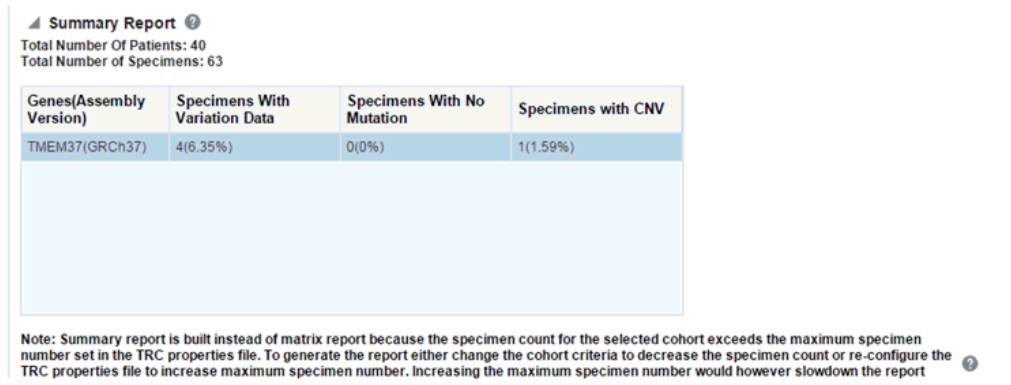 Summary Report
Total Number Of Patients: 40
Total Number of Specimens: 63
Genes(Assembly Version) Specimens With Variation Data Specimens With No Mutation Specimens with CNV
TMEM37(GRCh37) 4(6.35%) 0(0%) 1(1.59%)
Note: Summary report is built instead of matrix report because the specimen count for the selected cohort exceeds the maximum specimen
number set in the TRC properties file. To generate the report either change the cohort criteria to decrease the specimen count or re-configure the
TRC properties file to increase maximum specimen number. Increasing the maximum specimen number would however slowdown the report